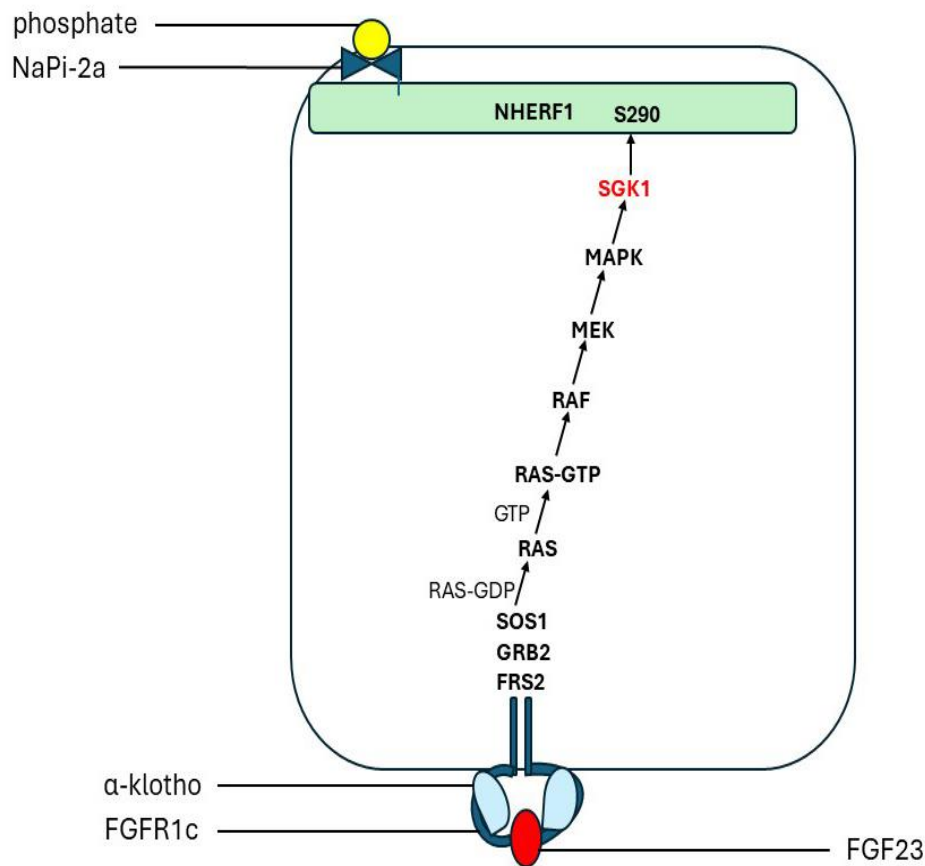 phosphate
NaPi-2a
NHERF1 S290
SGK1
MAPK
MEK
RAF
RAS-GTP
GTP
RAS
RAS-GDP
SOS1
GRB2
FRS2
α-klotho
FGFR1c
FGF23